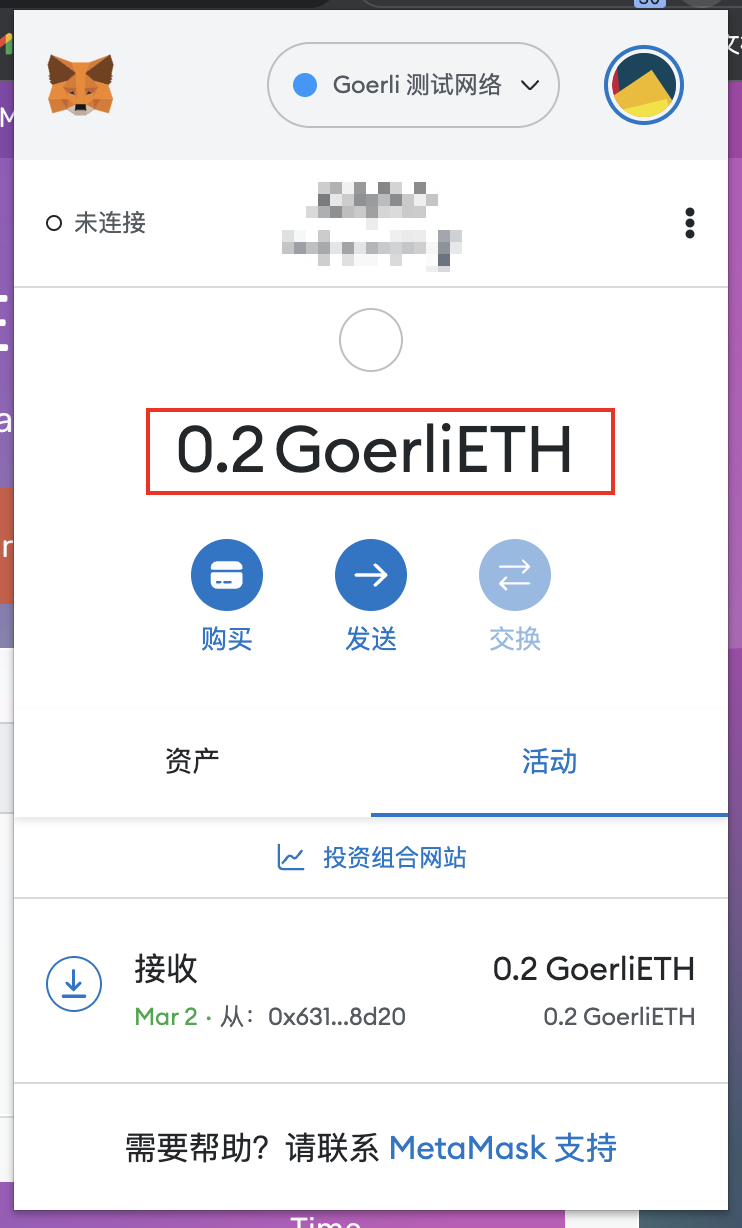 Goerli 测试网络
未连接
0.2 GoerliETH
购买
发送
交换
资产
活动
投资组合网站
接收
0.2 GoerliETH
Mar 2 · 从: 0x631...8d20
0.2 GoerliETH
需要帮助? 请联系 MetaMask 支持
Time